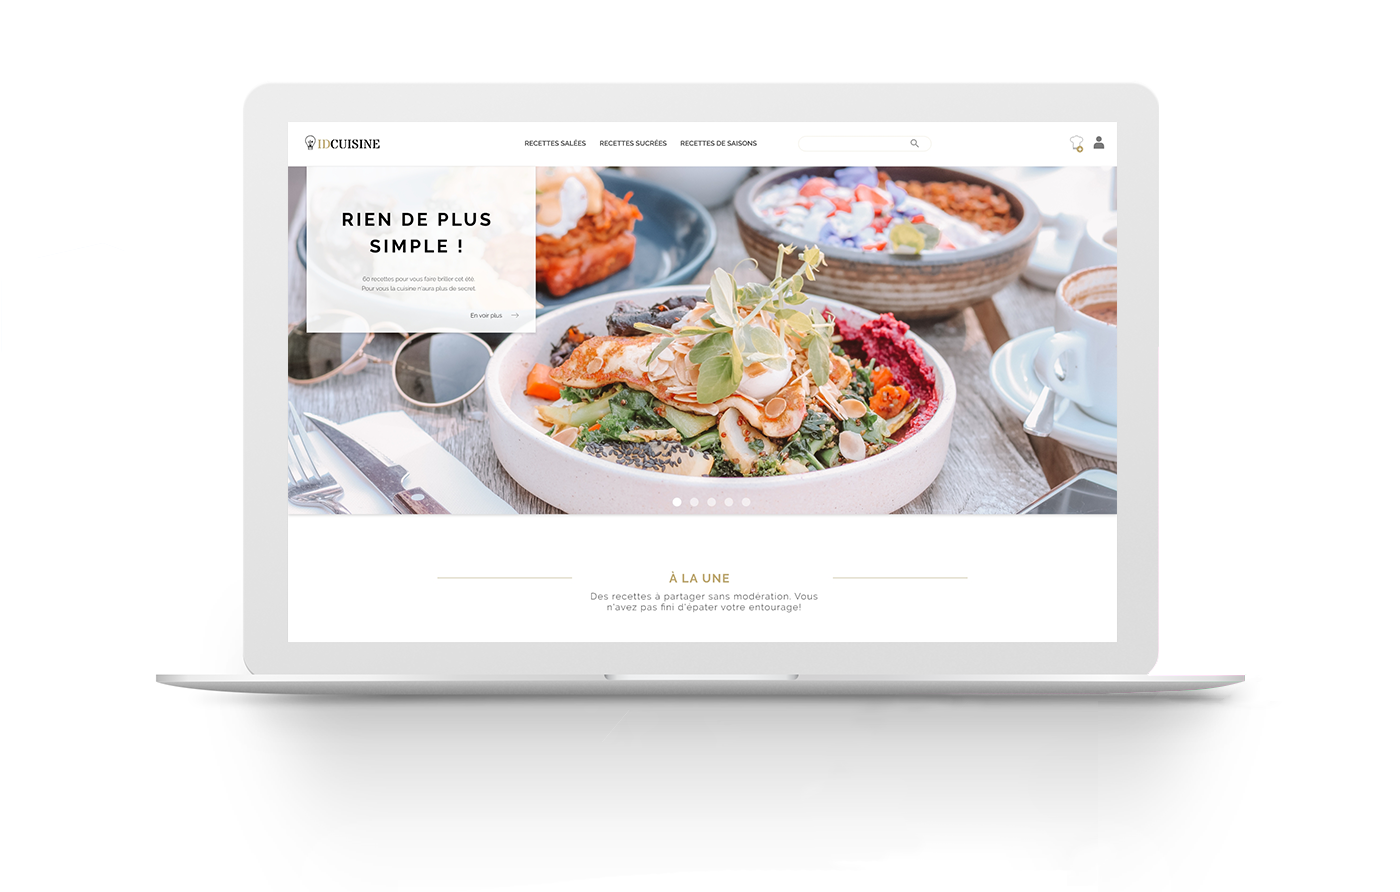 IDCUISINE
RECETTES SALÉES
RECETTES SUCRÉES
RECETTES DE SAISONS
RIEN DE PLUS
SIMPLE !
60 recettes pour vous faire briller cet été
Pour vous la cuisine n'aura plus de secret.
En voir plus
À LA UNE
Des recettes à partager sans modération. Vous
n'avez pas fini d'épater votre entourage!